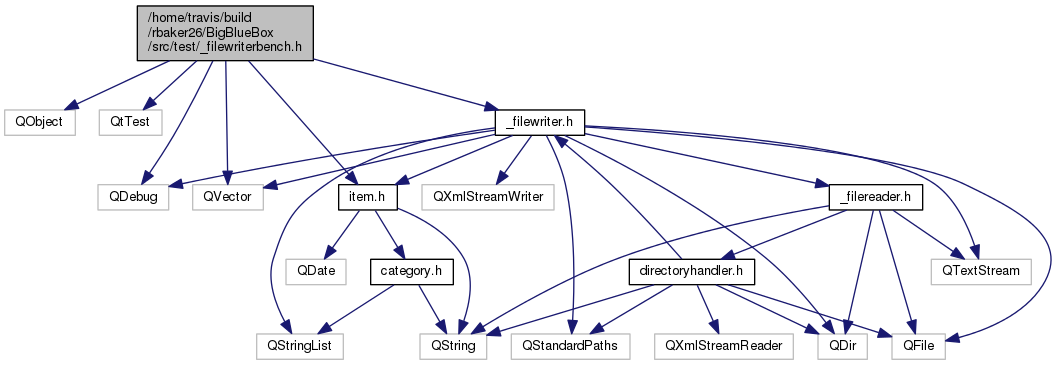 /home/travis/build
/rbaker26/BigBlueBox
/src/test/_filewriterbench.h
QObject
QtTest
_filewriter.h
QDebug
QVector
item.h
QXmlStreamWriter
_filereader.h
QDate
category.h
directoryhandler.h
QTextStream
QStringList
QString
QStandardPaths
QXmlStreamReader
QDir
QFile